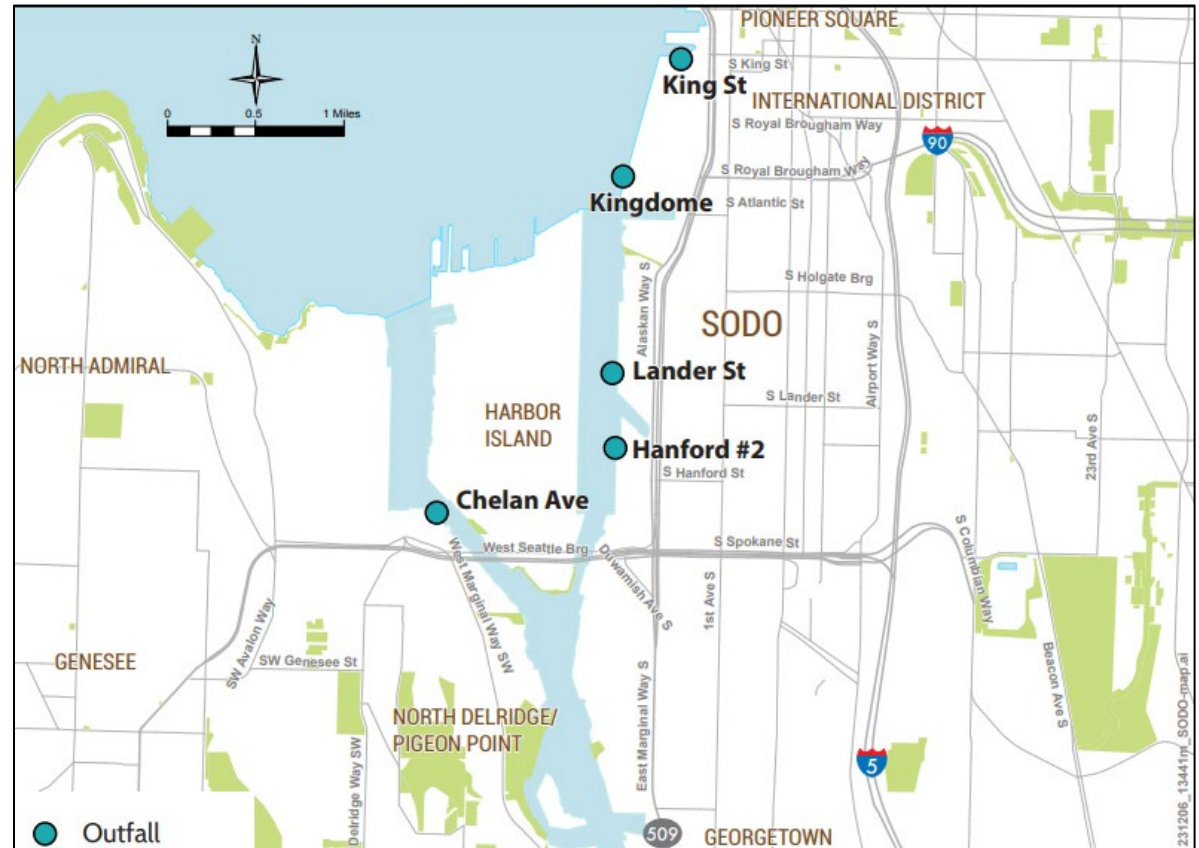 PIONEER SQUARE
N
King St
S King St
0
0.5
1 Miles
INTERNATIONAL DISTRICT
S Royal Brougham Way
90
S Royal Brougham Way
Kingdome
S Atlantic St
Alaskan Way S
S Holgate Brg
SODO
Airport Way S
NORTH ADMIRAL
Lander St
S Lander St
HARBOR
ISLAND
23rd Ave S
Hanford #2
S Hanford St
Chelan Ave
West Seattle Brg
S Spokane St
S Columbian Way
Duwamish Ave S
West Marginal Way SW
1st Ave S
SW Avalon Way
GENESEE
SW Genesee St
Beacon Ave S
East Marginal Way S
NORTH DELRIDGE/
PIGEON POINT
Delridge Way SW
5
509
GEORGETOWN
Outfall
231206_13441m_SODO-map.ai